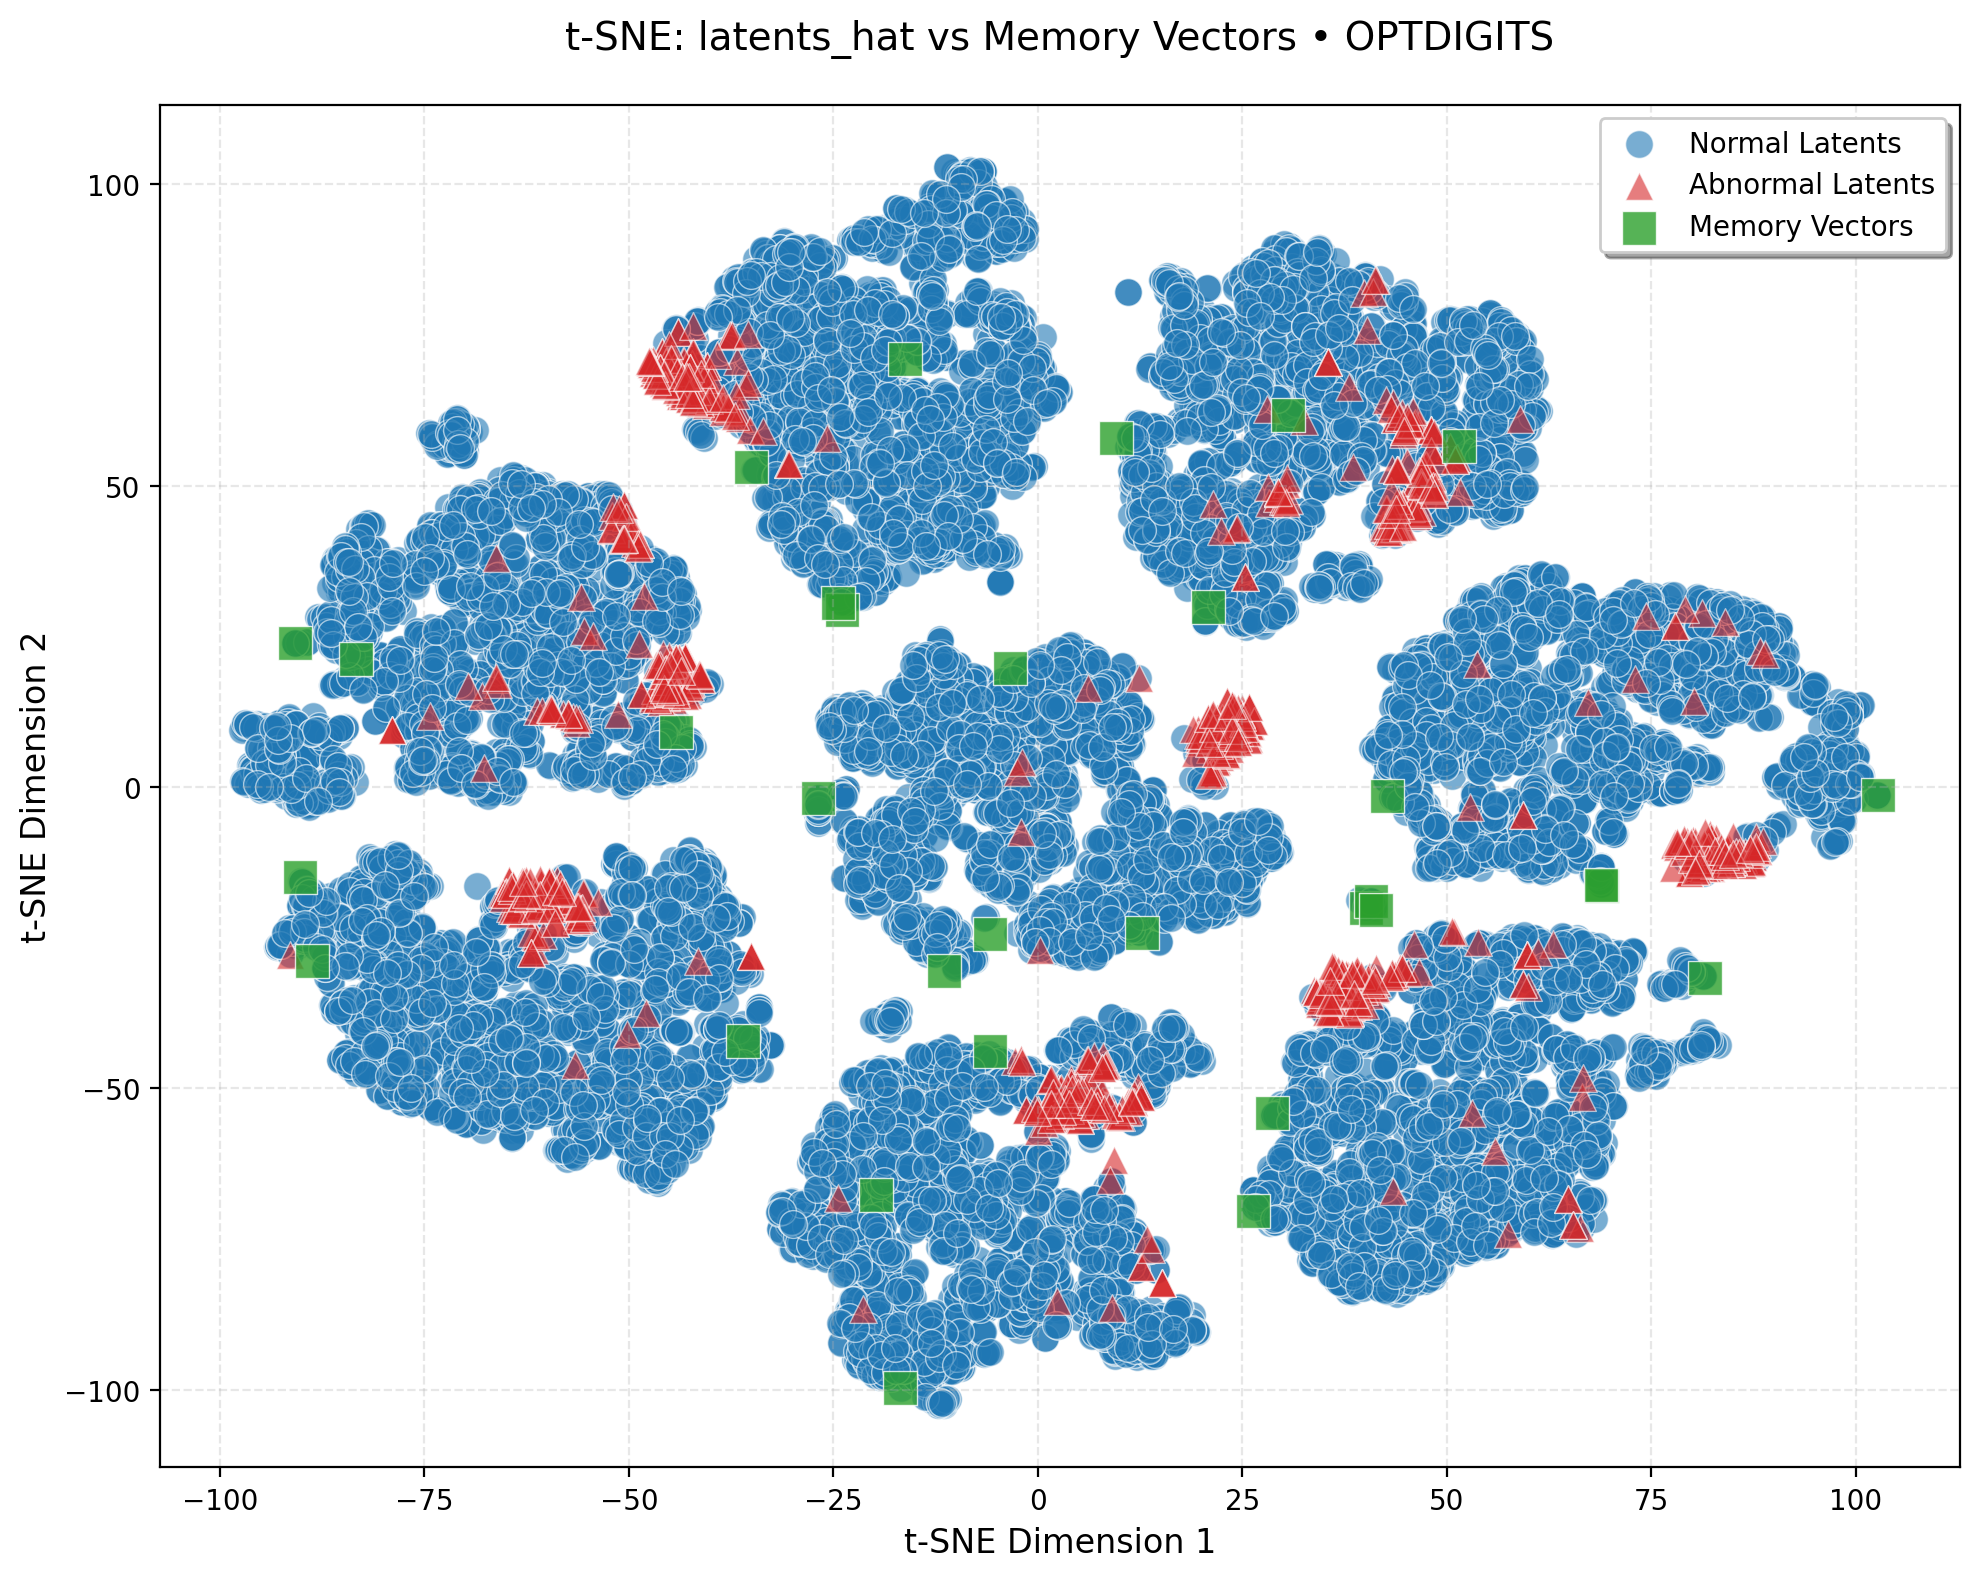 t-SNE: latents_hat vs Memory Vectors • OPTDIGITS
Normal Latents
Abnormal Latents
Memory Vectors
t-SNE Dimension 2
100
50
0
−50
−100
−100
−75
−50
−25
0
25
50
75
100
t-SNE Dimension 1